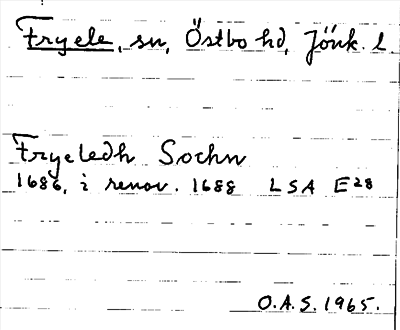 Fryele, sn, Östbo hd, Jönk. l.
Fryeledh Sochn
1686, i renov. 1688 LSA E28
O.A.S. 1965.